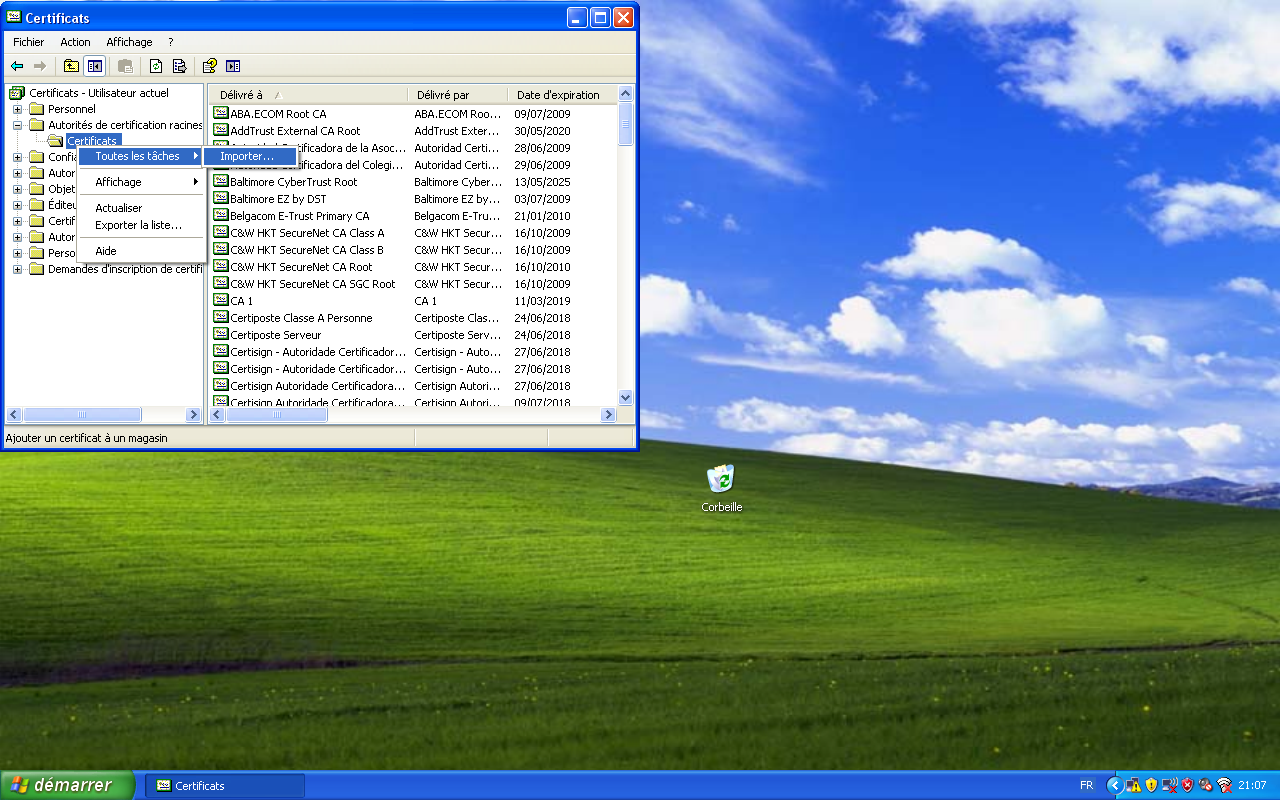 Certificats
Fichier Action Affichage ?
Certificats - Utilisateur actuel
Personnel
Autorités de certification racines
Certificats
Confia
Autor
Objet
Éditeu
Certif
Autor
Perso
Demandes d'inscription de certifi
Toutes les tâches
Importer...
Affichage
Actualiser
Exporter la liste...
Aide
Délivré à Délivré par Date d'expiration
ABA.ECOM Root CA ABA.ECOM Roo... 09/07/2009
AddTrust External CA Root AddTrust Exter... 30/05/2020
Autoridad Certificadora de la Asoc... Autoridad Certi... 28/06/2009
Autoridad Certificadora del Colegi... Autoridad Certi... 29/06/2009
Baltimore CyberTrust Root Baltimore Cyber... 13/05/2025
Baltimore EZ by DST Baltimore EZ by... 03/07/2009
Belgacom E-Trust Primary CA Belgacom E-Tru... 21/01/2010
C&W HKT SecureNet CA Class A C&W HKT Secur... 16/10/2009
C&W HKT SecureNet CA Class B C&W HKT Secur... 16/10/2009
C&W HKT SecureNet CA Root C&W HKT Secur... 16/10/2010
C&W HKT SecureNet CA SGC Root C&W HKT Secur... 16/10/2009
CA 1 CA 1 11/03/2019
Certiposte Classe A Personne Certiposte Clas... 24/06/2018
Certiposte Serveur Certiposte Serv... 24/06/2018
Certisign - Autoridade Certificador... Certisign - Auto... 27/06/2018
Certisign - Autoridade Certificador... Certisign - Auto... 27/06/2018
Certisign Autoridade Certificadora... Certisign Autori... 27/06/2018
Certisign Autoridade Certificadora... Certisign Autori... 09/07/2018
Ajouter un certificat à un magasin
Corbeille
démarrer
Certificats
FR
21:07